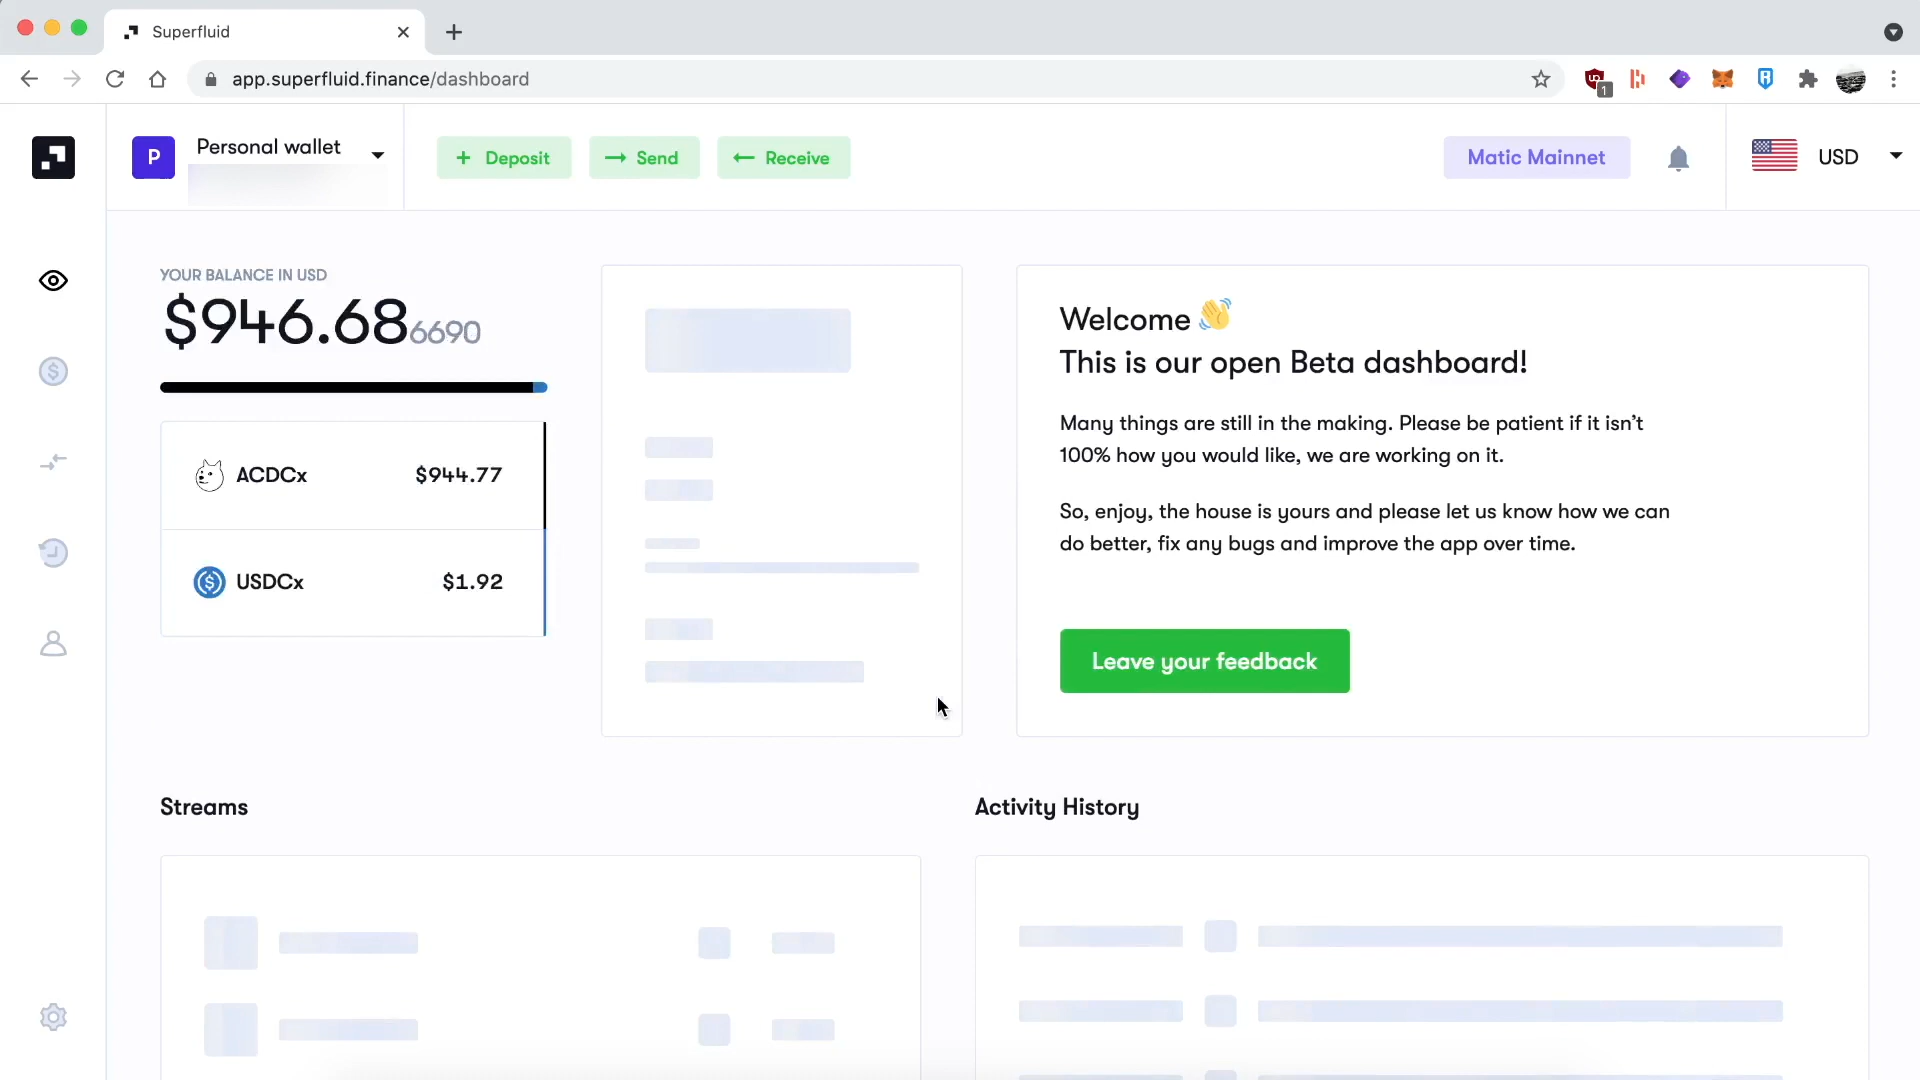 Superfluid
app.superfluid.finance/dashboard
1
P
Personal wallet
+ Deposit
→ Send
← Receive
Matic Mainnet
USD
YOUR BALANCE IN USD
$946.686690
ACDCx $944.77
USDCx $1.92
Welcome 👋
This is our open Beta dashboard!
Many things are still in the making. Please be patient if it isn’t
100% how you would like, we are working on it.
So, enjoy, the house is yours and please let us know how we can
do better, fix any bugs and improve the app over time.
Leave your feedback
Streams
Activity History